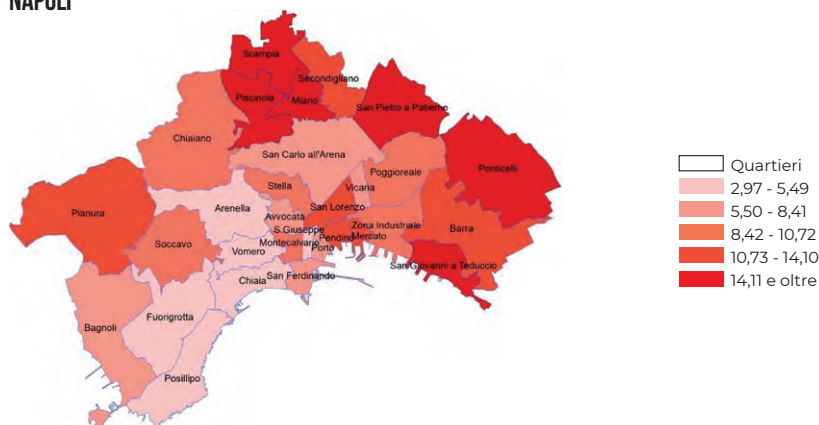 NAPOLI
Scampia
Secondigliano
Piscinola
Miano
San Pietro a Patierno
Chiaiano
San Carlo all'Arena
Ponticelli
Poggioreale
Stella
Vicaria
Pianura
Arenella
San Lorenzo
Avvocata
Zona Industriale
Barra
S.Giuseppe
Pendino
Mercato
Soccavo
Montecalvario
Porto
Vomero
San Giovanni a Teduccio
Chiaia
San Ferdinando
Fuorigrotta
Bagnoli
Posillipo
Quartieri
2,97 - 5,49
5,50 - 8,41
8,42 - 10,72
10,73 - 14,10
14,11 e oltre